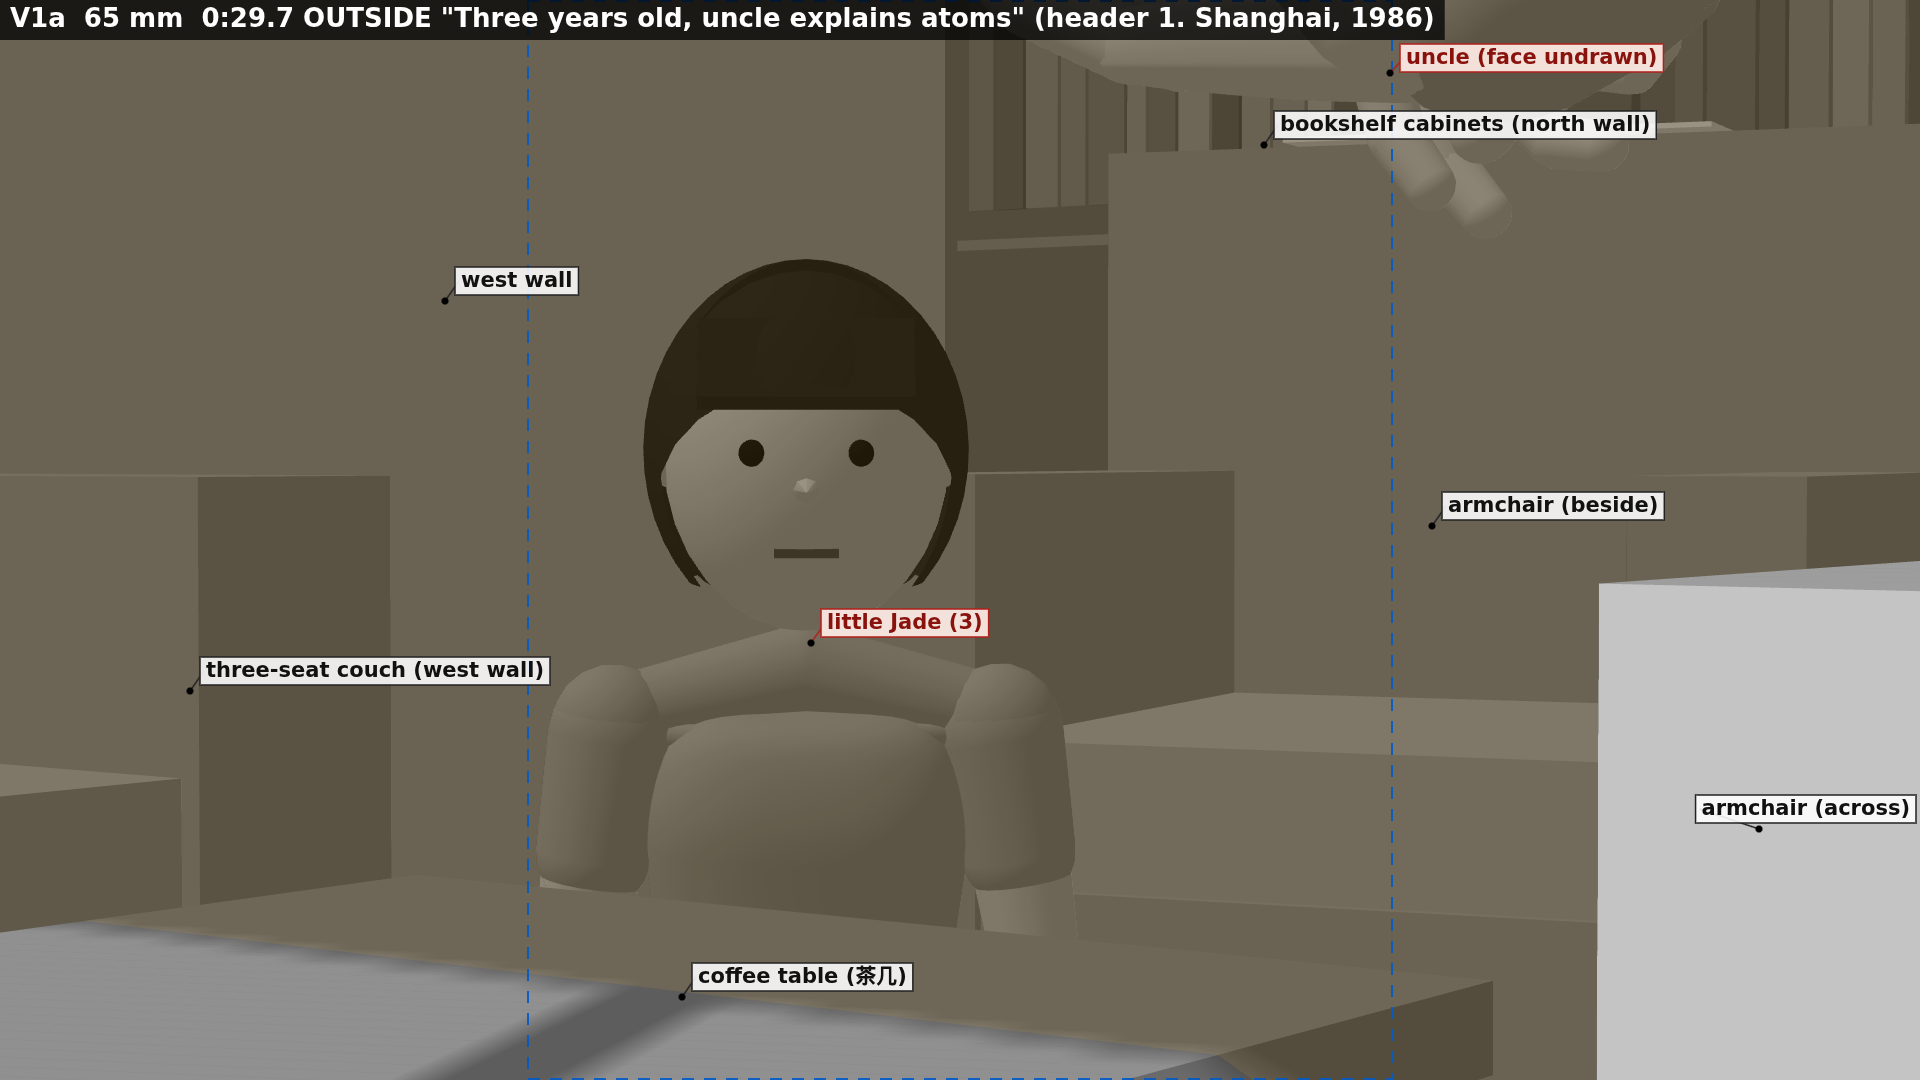 V1a 65 mm 0:29.7 OUTSIDE "Three years old, uncle explains atoms" (header 1. Shanghai, 1986)
uncle (face undrawn)
bookshelf cabinets (north wall)
west wall
armchair (beside)
little Jade (3)
three-seat couch (west wall)
armchair (across)
coffee table (茶几)